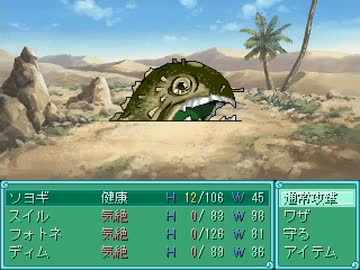 ソヨギ 健康 H 12/106 W 45
スイル 気絶 H 0/ 83 W 98
フォトネ 気絶 H 0/126 W 81
ディム 気絶 H 0/ 89 W 36
通常攻撃
ワザ
守る
アイテム